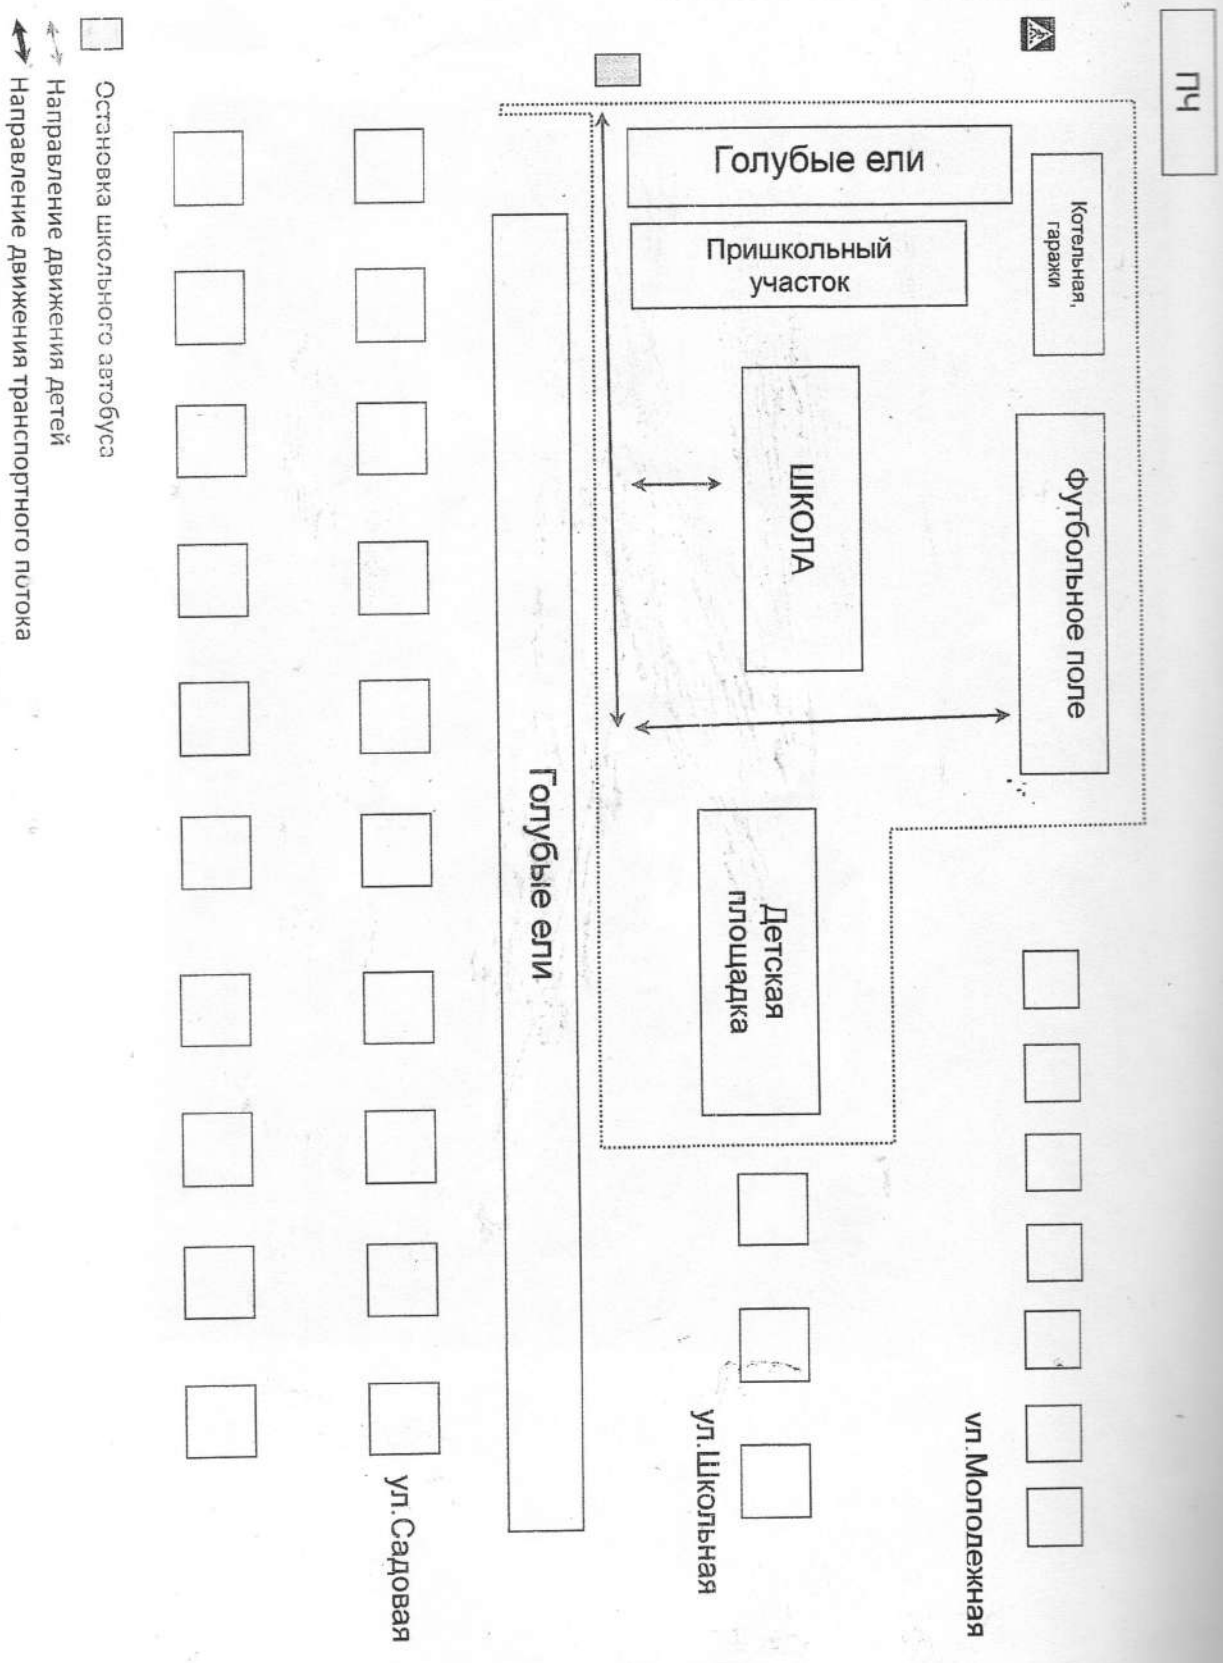 ПЧ
Котельная,
гаражи
Футбольное поле
ул.Молодежная
Голубые ели
Пришкольный
участок
ШКОЛА
Детская
площадка
ул.Школьная
Голубые ели
ул.Садовая
Остановка школьного автобуса
Направление движения детей
Направление движения транспортного потока